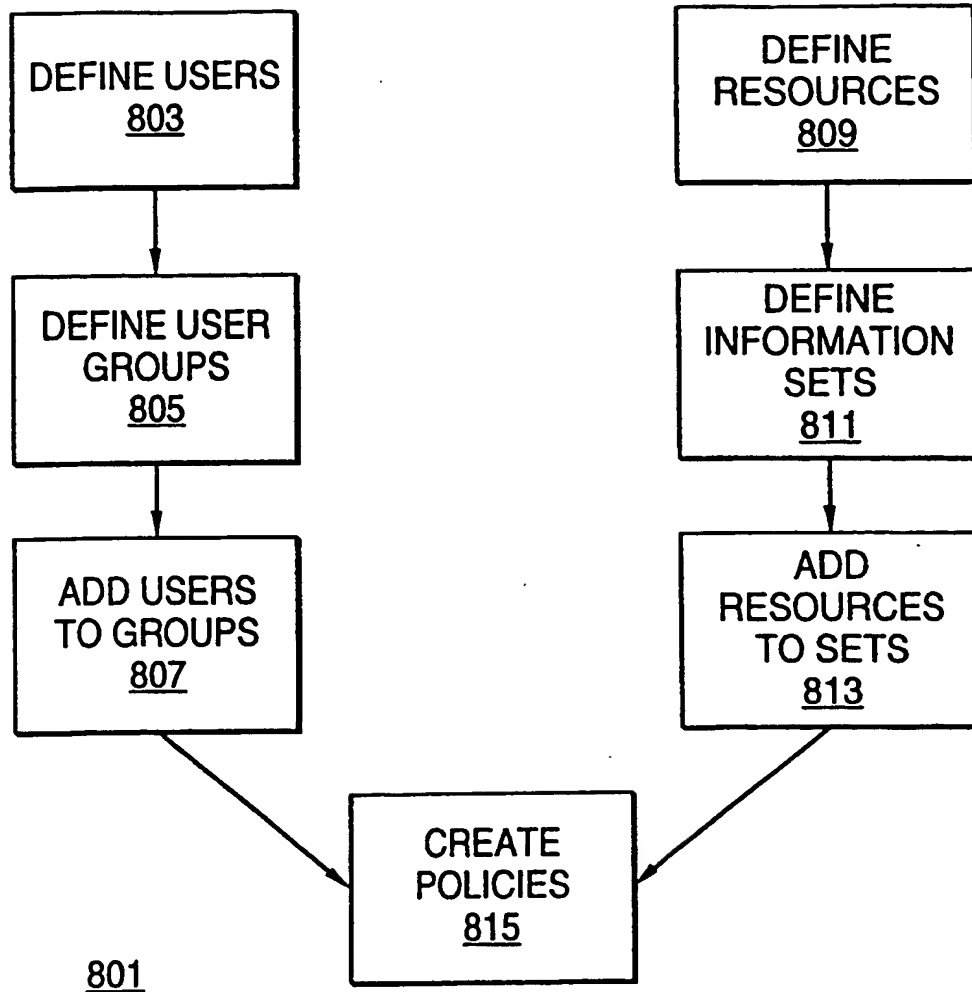 DEFINE USERS
803
DEFINE USER
GROUPS
805
ADD USERS
TO GROUPS
807
DEFINE
RESOURCES
809
DEFINE
INFORMATION
SETS
811
ADD
RESOURCES
TO SETS
813
CREATE
POLICIES
815
801